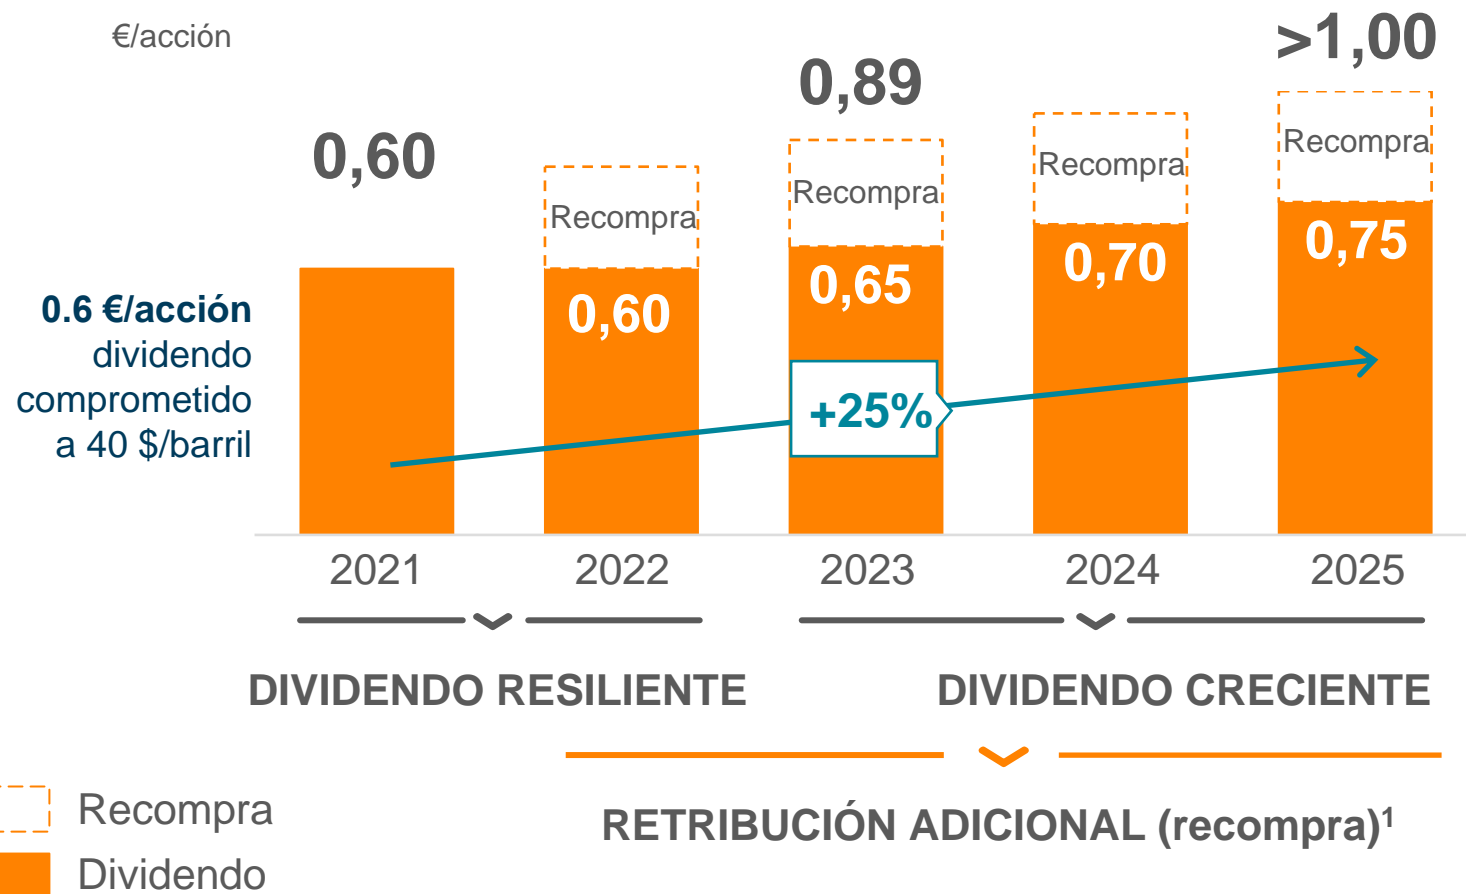 €/acción
0,60
0,89
>1,00
Recompra
Recompra
Recompra
Recompra
0,60
0,65
0,70
0,75
0.6 €/acción
dividendo
comprometido
a 40 $/barril
+25%
2021
2022
2023
2024
2025
DIVIDENDO RESILIENTE
DIVIDENDO CRECIENTE
RETRIBUCIÓN ADICIONAL (recompra)¹
Recompra
Dividendo